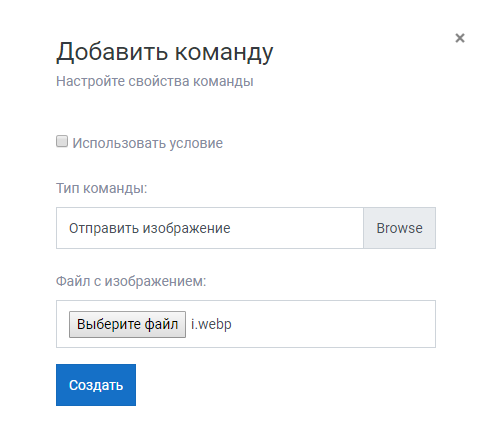 ×
Добавить команду
Настройте свойства команды
Использовать условие
Тип команды:
Отправить изображение Browse
Файл с изображением:
Выберите файл i.webp
Создать